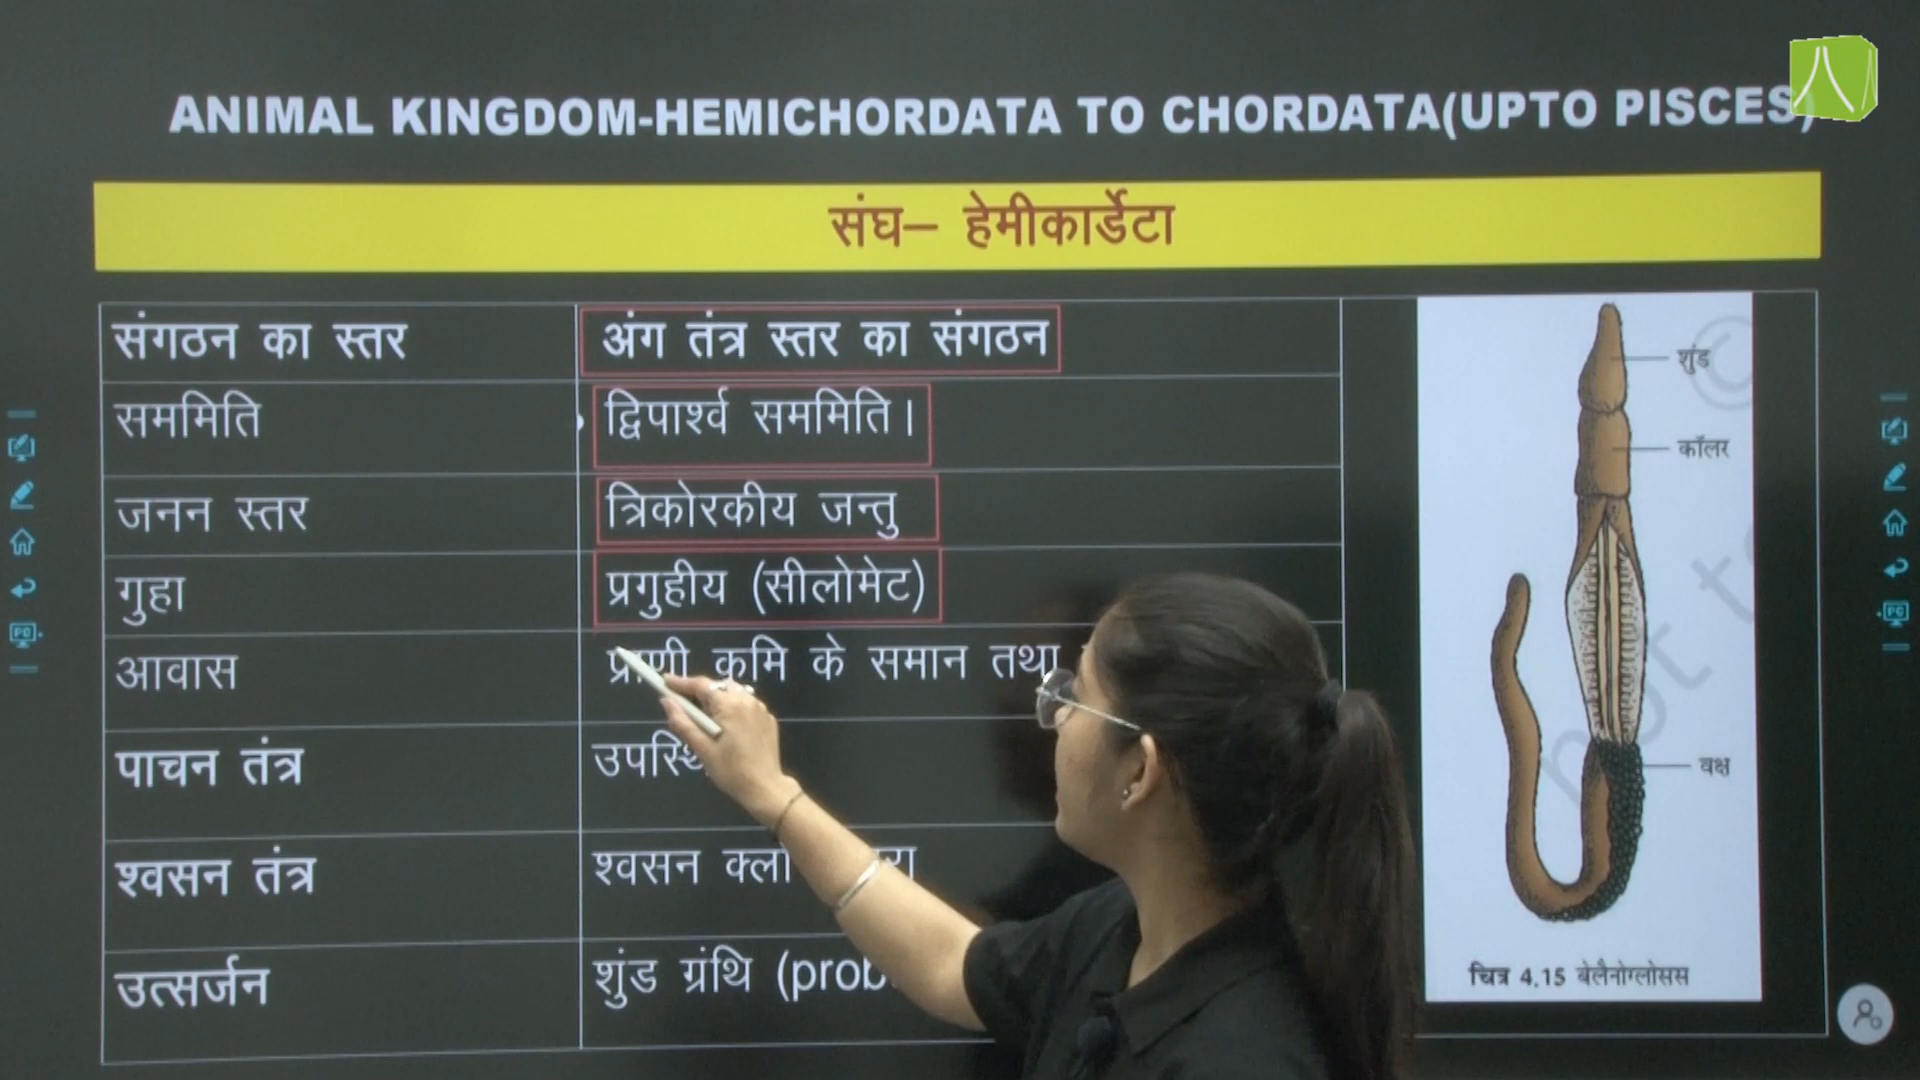 ANIMAL KINGDOM-HEMICHORDATA TO CHORDATA(UPTO PISCES)
संघ– हेमीकार्डेटा
संगठन का स्तर
अंग तंत्र स्तर का संगठन
सममिति
द्विपार्श्व सममिति।
जनन स्तर
त्रिकोरकीय जन्तु
गुहा
प्रगुहीय (सीलोमेट)
आवास
प्राणी कृमि के समान तथा
पाचन तंत्र
श्वसन तंत्र
श्वसन
उत्सर्जन
शुंड ग्रंथि
शुंड
कॉलर
वक्ष
चित्र 4.15 बेलैनोग्लोसस